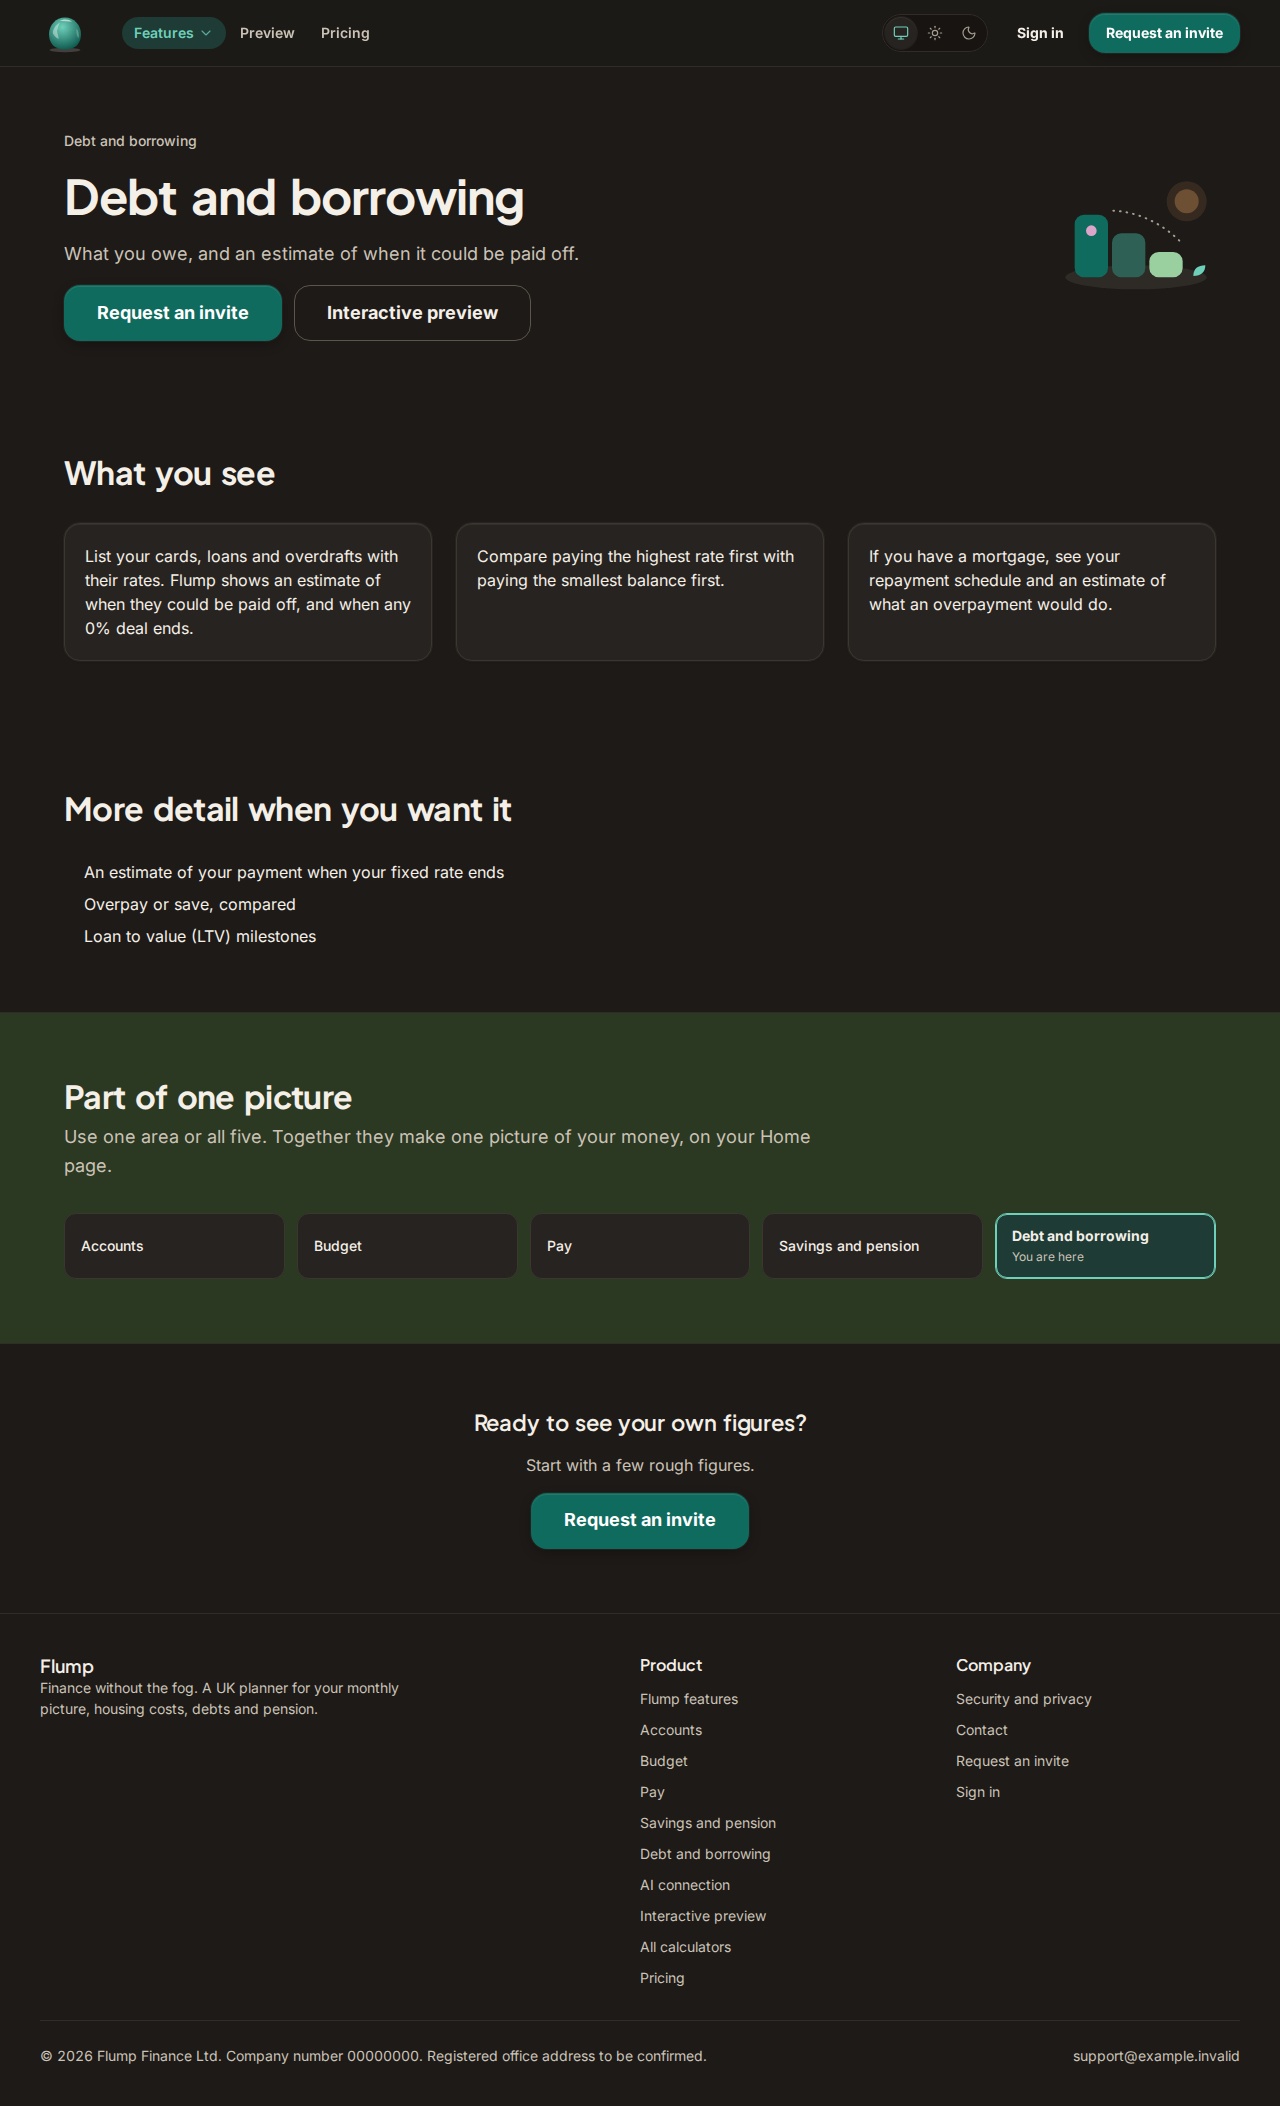 Features
Preview
Pricing
Sign in
Request an invite
Debt and borrowing
Debt and borrowing
What you owe, and an estimate of when it could be paid off.
Request an invite
Interactive preview
What you see
List your cards, loans and overdrafts with
their rates. Flump shows an estimate of
when they could be paid off, and when any
0% deal ends.
Compare paying the highest rate first with
paying the smallest balance first.
If you have a mortgage, see your
repayment schedule and an estimate of
what an overpayment would do.
More detail when you want it
An estimate of your payment when your fixed rate ends
Overpay or save, compared
Loan to value (LTV) milestones
Part of one picture
Use one area or all five. Together they make one picture of your money, on your Home
page.
Accounts
Budget
Pay
Savings and pension
Debt and borrowing
You are here
Ready to see your own figures?
Start with a few rough figures.
Request an invite
Flump
Finance without the fog. A UK planner for your monthly
picture, housing costs, debts and pension.
Product
Flump features
Accounts
Budget
Pay
Savings and pension
Debt and borrowing
AI connection
Interactive preview
All calculators
Pricing
Company
Security and privacy
Contact
Request an invite
Sign in
© 2026 Flump Finance Ltd. Company number 00000000. Registered office address to be confirmed.
support@example.invalid